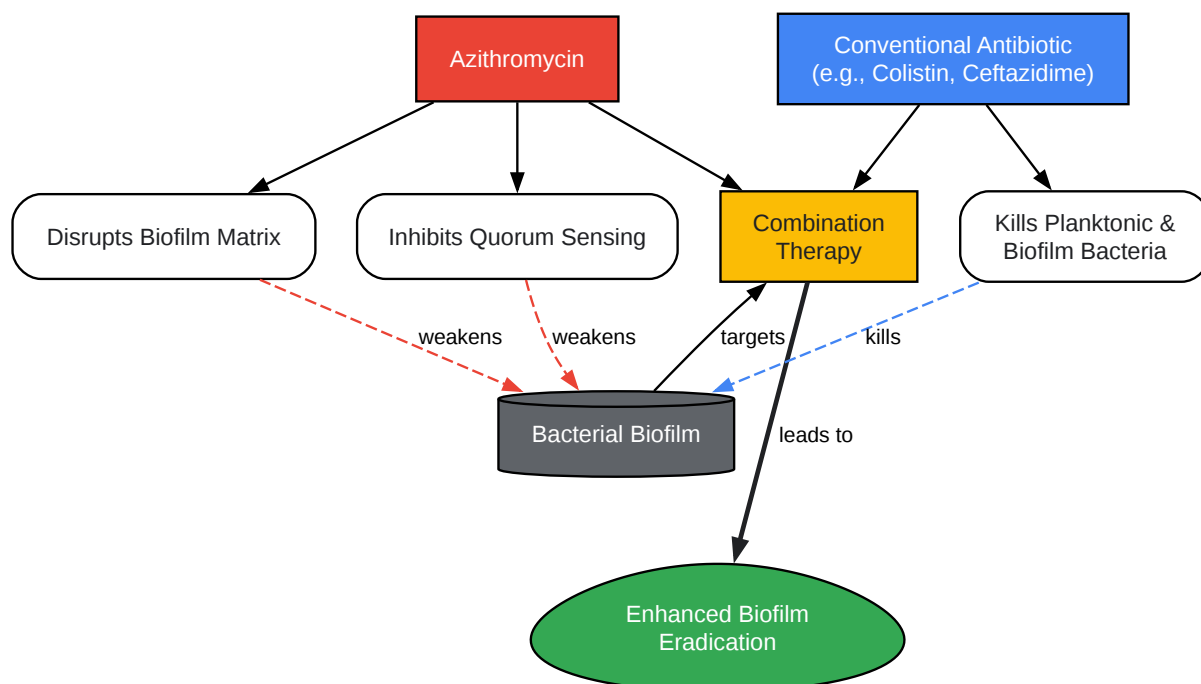 Azithromycin
Conventional Antibiotic
(e.g., Colistin, Ceftazidime)
Disrupts Biofilm Matrix
Inhibits Quorum Sensing
Combination
Therapy
Kills Planktonic &
Biofilm Bacteria
weakens
weakens
targets
kills
Bacterial Biofilm
leads to
Enhanced Biofilm
Eradication